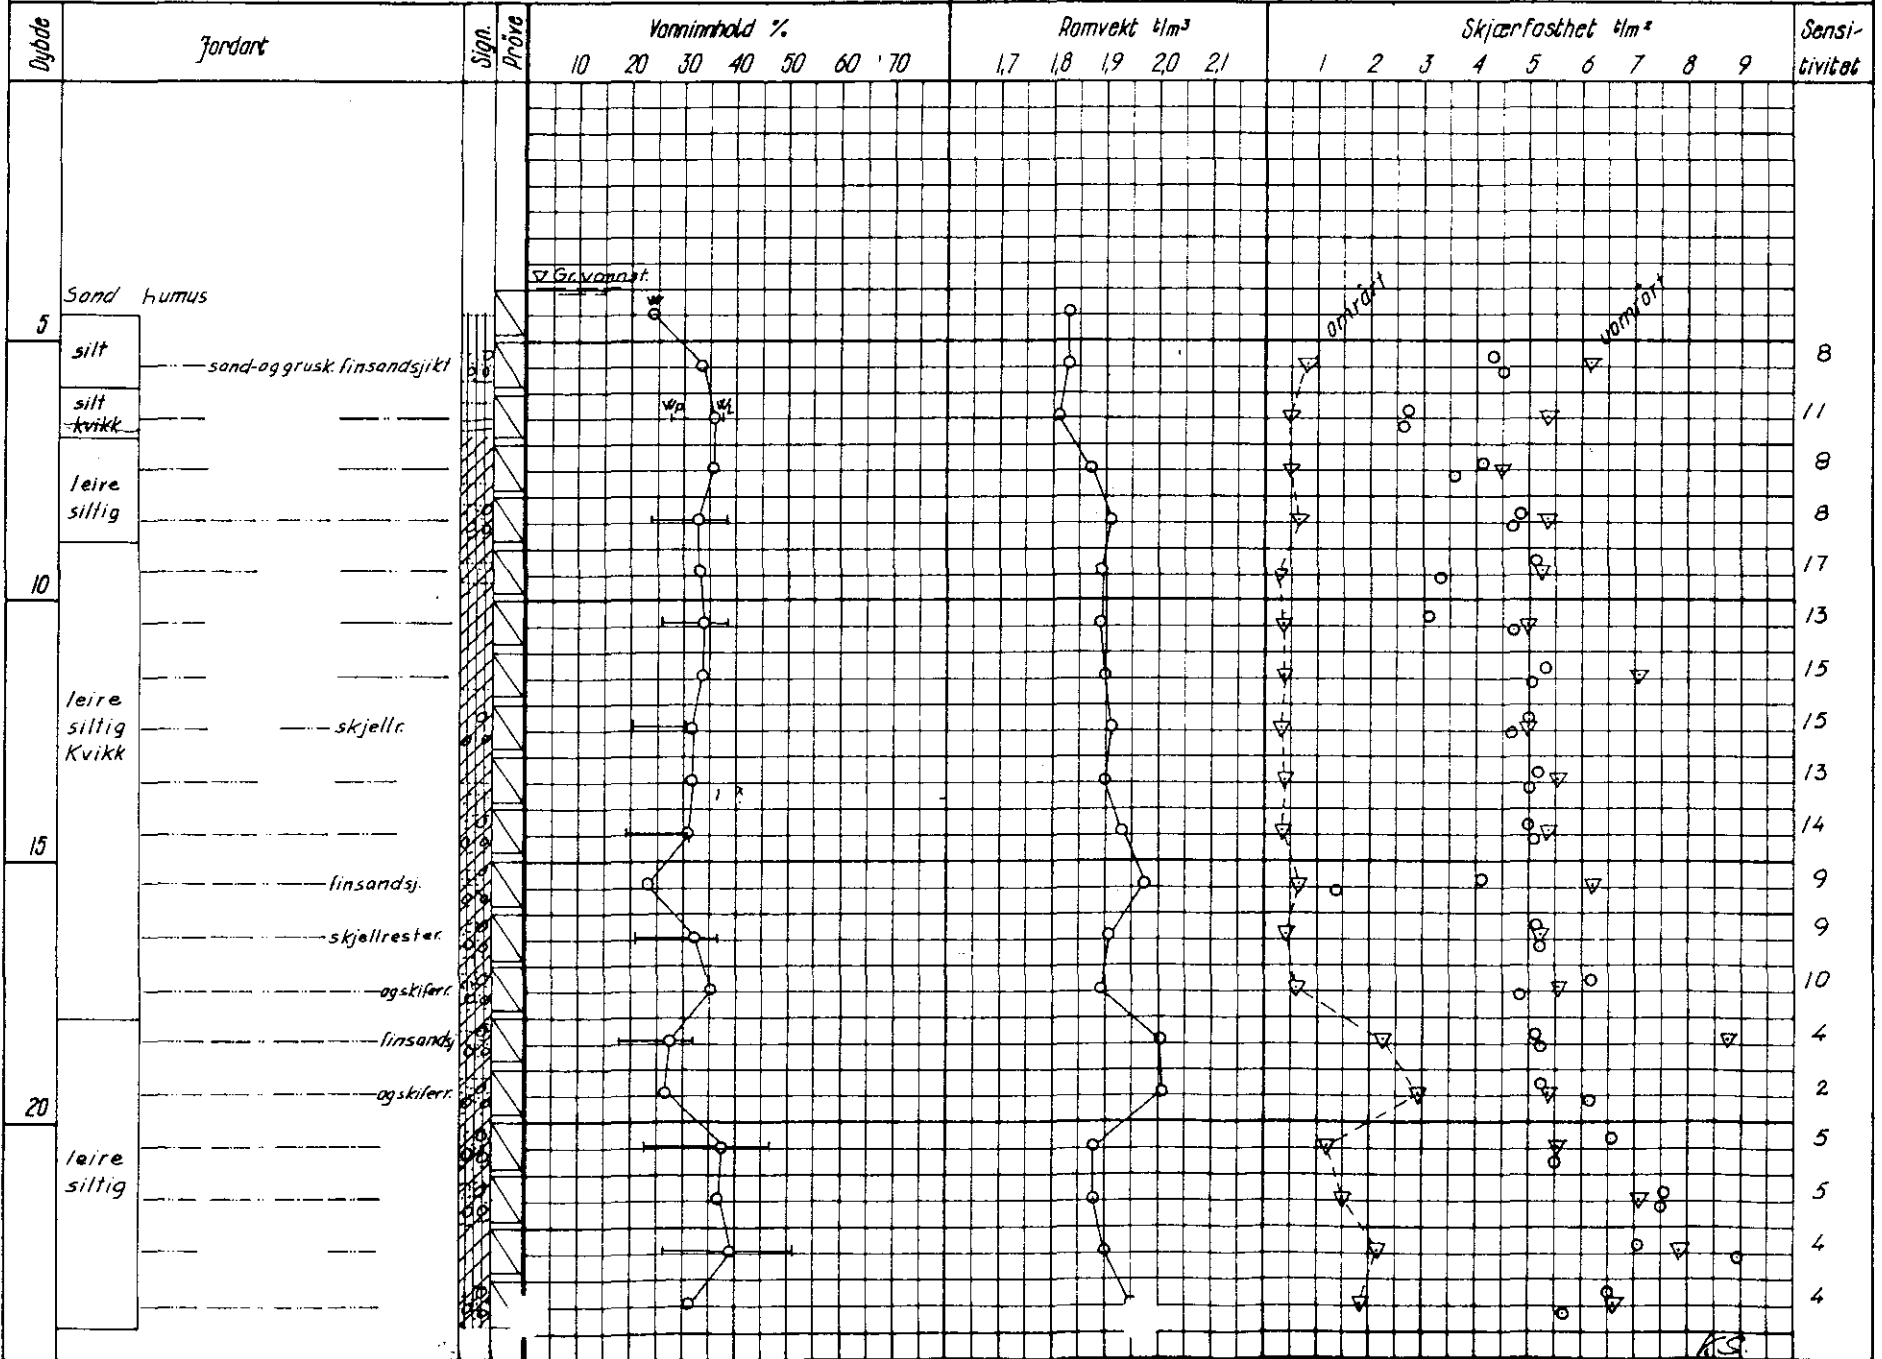 Dybde Jordart Sign. Prøve Vanninnhold % Romvekt t/m³ Skjærfasthet t/m² Sensi-
tivitet
10 20 30 40 50 60 70 1,7 1,8 1,9 2,0 2,1 1 2 3 4 5 6 7 8 9
Gr.vannst.
Sand humus w omrørt uomrørt
5
silt sand-og grusk. finsandsjikt 8
silt wp wL 11
kvikk
8
leire
siltig 8
17
10
13
15
leire
siltig skjellr. 15
Kvikk
13
14
15
finsandsj. 9
skjellrester. 9
og skiferr. 10
finsandsj 4
og skiferr. 2
20
5
leire
siltig 5
4
4
K.S.